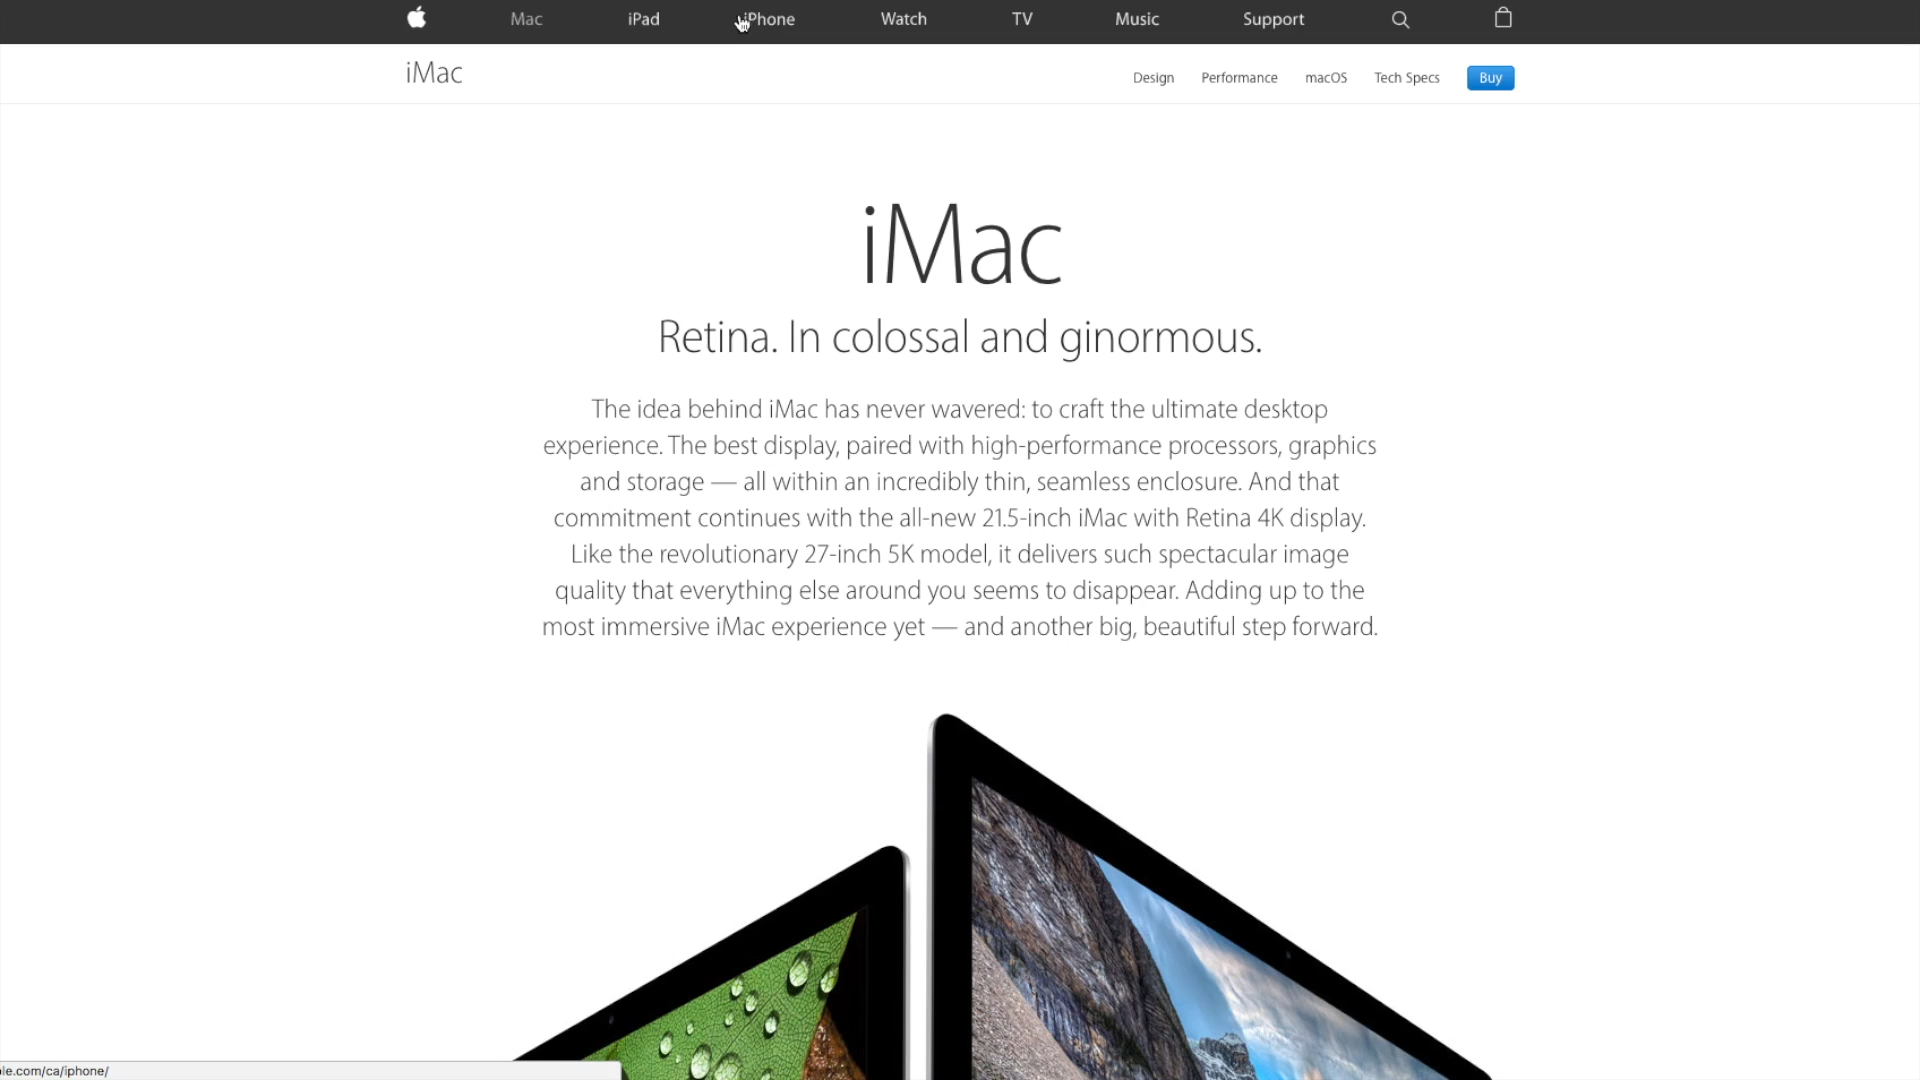 Mac iPad iPhone Watch TV Music Support
iMac Design Performance macOS Tech Specs Buy
iMac
Retina. In colossal and ginormous.
The idea behind iMac has never wavered: to craft the ultimate desktop
experience. The best display, paired with high-performance processors, graphics
and storage — all within an incredibly thin, seamless enclosure. And that
commitment continues with the all-new 21.5-inch iMac with Retina 4K display.
Like the revolutionary 27-inch 5K model, it delivers such spectacular image
quality that everything else around you seems to disappear. Adding up to the
most immersive iMac experience yet — and another big, beautiful step forward.
le.com/ca/iphone/